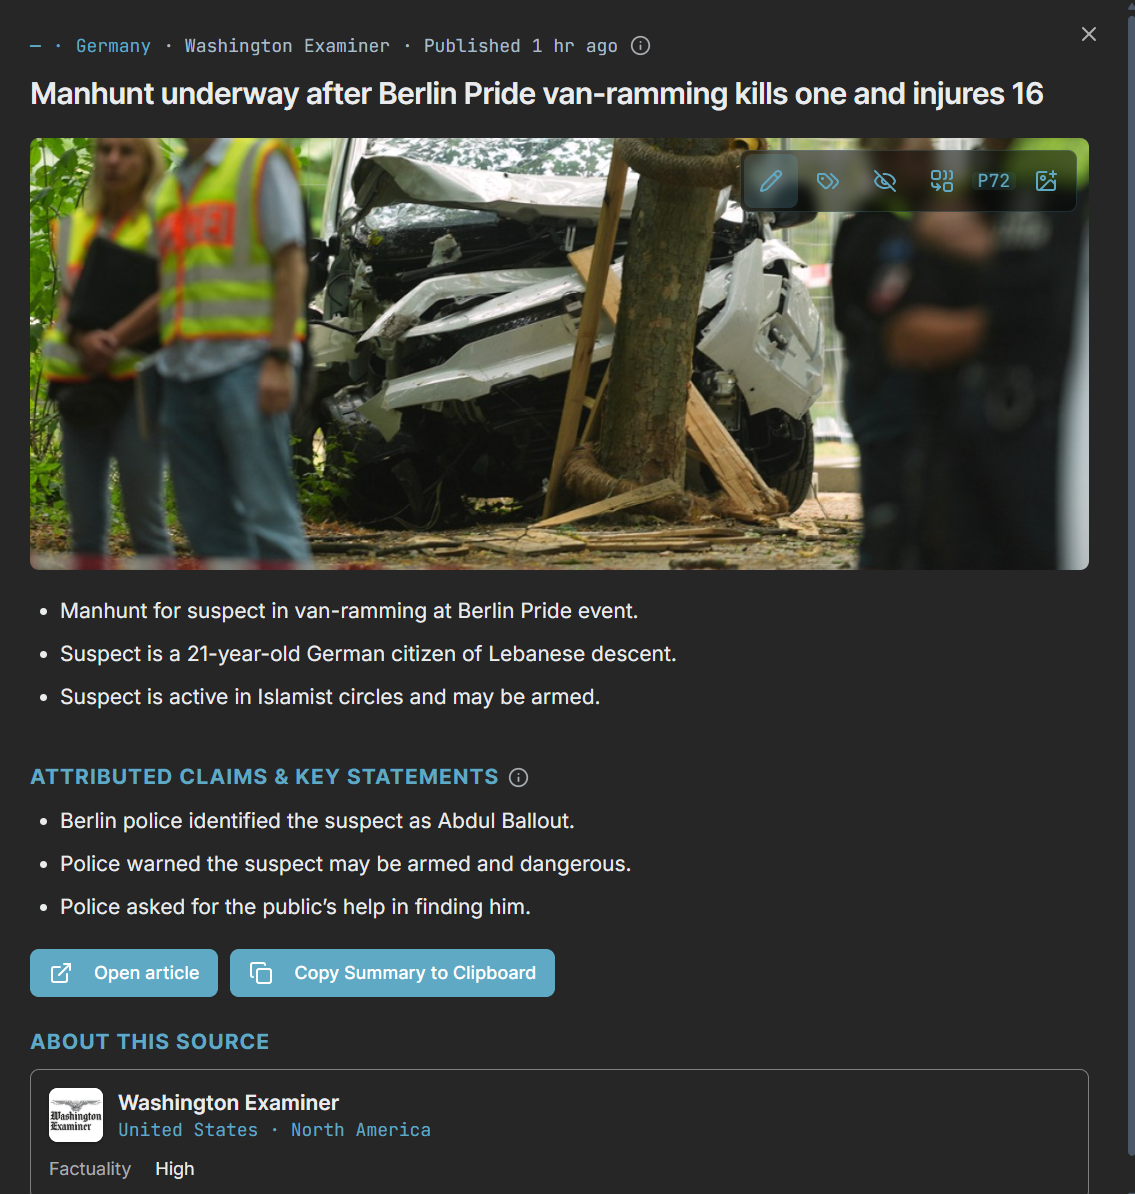 — · Germany · Washington Examiner · Published 1 hr ago
Manhunt underway after Berlin Pride van-ramming kills one and injures 16
P72
• Manhunt for suspect in van-ramming at Berlin Pride event.
• Suspect is a 21-year-old German citizen of Lebanese descent.
• Suspect is active in Islamist circles and may be armed.
ATTRIBUTED CLAIMS & KEY STATEMENTS
• Berlin police identified the suspect as Abdul Ballout.
• Police warned the suspect may be armed and dangerous.
• Police asked for the public’s help in finding him.
Open article
Copy Summary to Clipboard
ABOUT THIS SOURCE
Washington Examiner
Washington Examiner
United States · North America
Factuality High